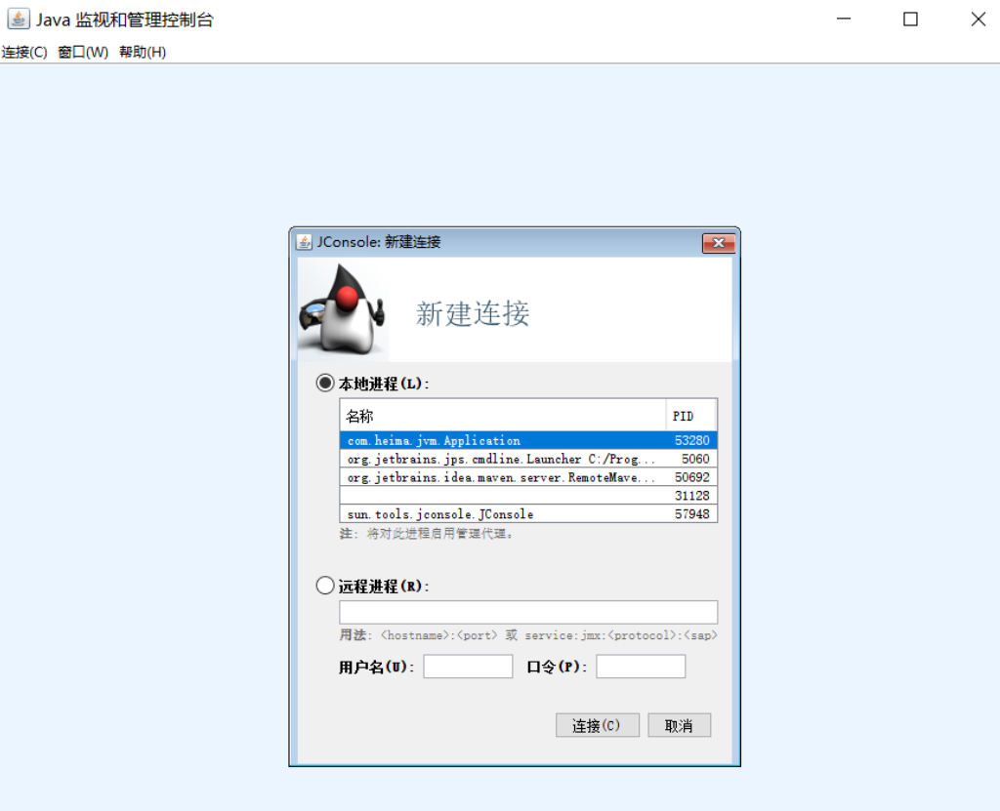 Java 监视和管理控制台
连接(C) 窗口(W) 帮助(H)
JConsole: 新建连接
新建连接
本地进程(L):
名称 PID
com.heima.jvm.Application 53280
org.jetbrains.jps.cmdline.Launcher C:/Prog... 5060
org.jetbrains.idea.maven.server.RemoteMave... 50692
31128
sun.tools.jconsole.JConsole 57948
注: 将对此进程启用管理代理。
远程进程(R):
用法: <hostname>:<port> 或 service:jmx:<protocol>:<sap>
用户名(U): 口令(P):
连接(C) 取消